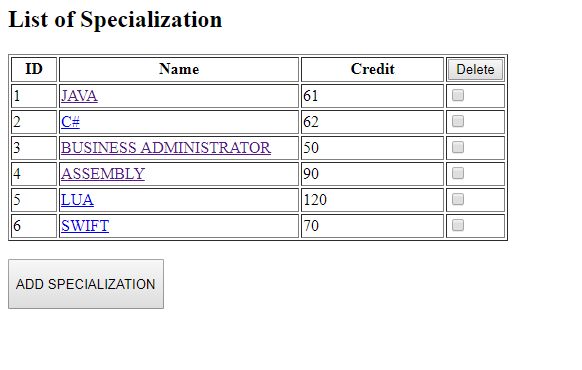 List of Specialization
ID Name Credit Delete
1 JAVA 61
2 C# 62
3 BUSINESS ADMINISTRATOR 50
4 ASSEMBLY 90
5 LUA 120
6 SWIFT 70
ADD SPECIALIZATION